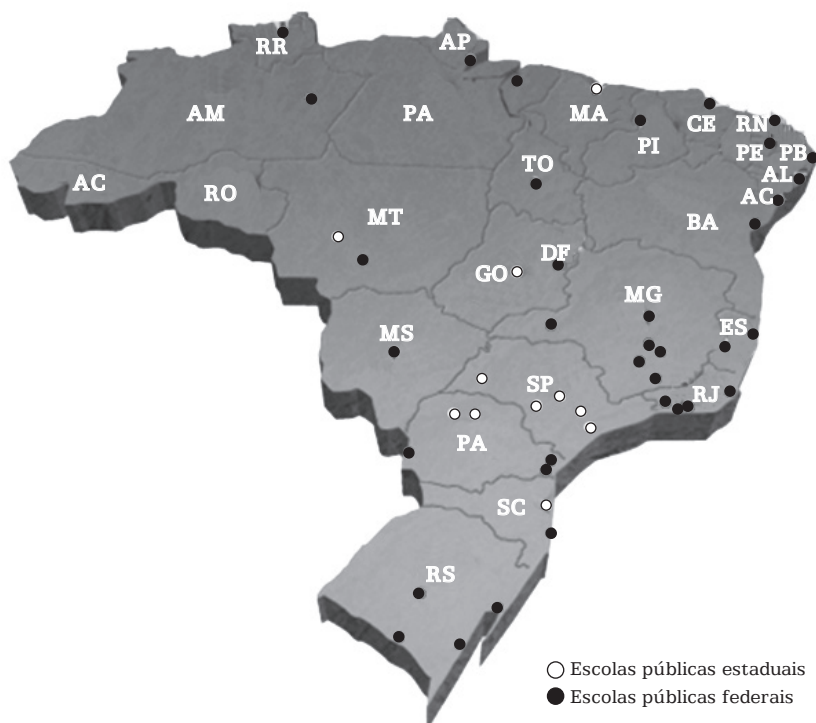 RR
AP
AM
PA
MA
CE
RN
PI
PE
PB
AL
AC
RO
TO
AG
MT
BA
GO
DF
MG
MS
ES
SP
RJ
PA
SC
RS
Escolas públicas estaduais
Escolas públicas federais